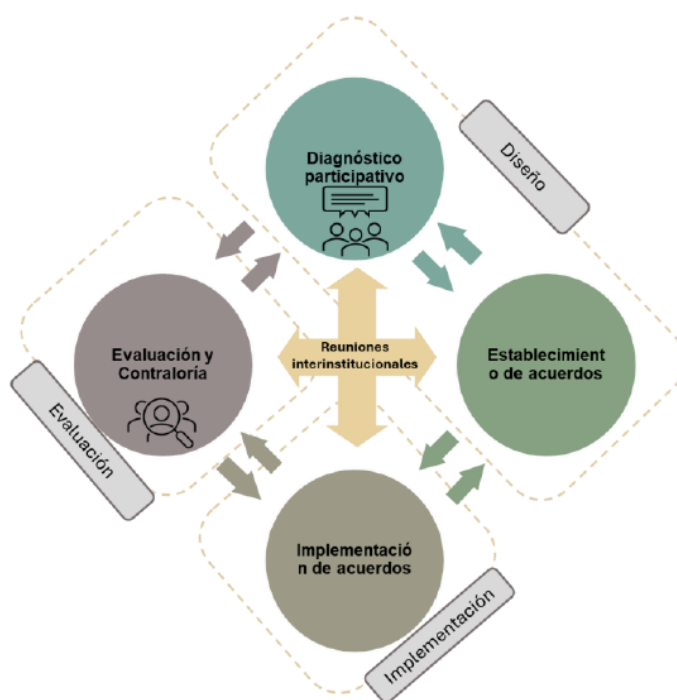 Diagnóstico
participativo
Diseño
Evaluación y
Contraloría
Reuniones
interinstitucionales
Establecimient
o de acuerdos
Evaluación
Implementació
n de acuerdos
Implementación